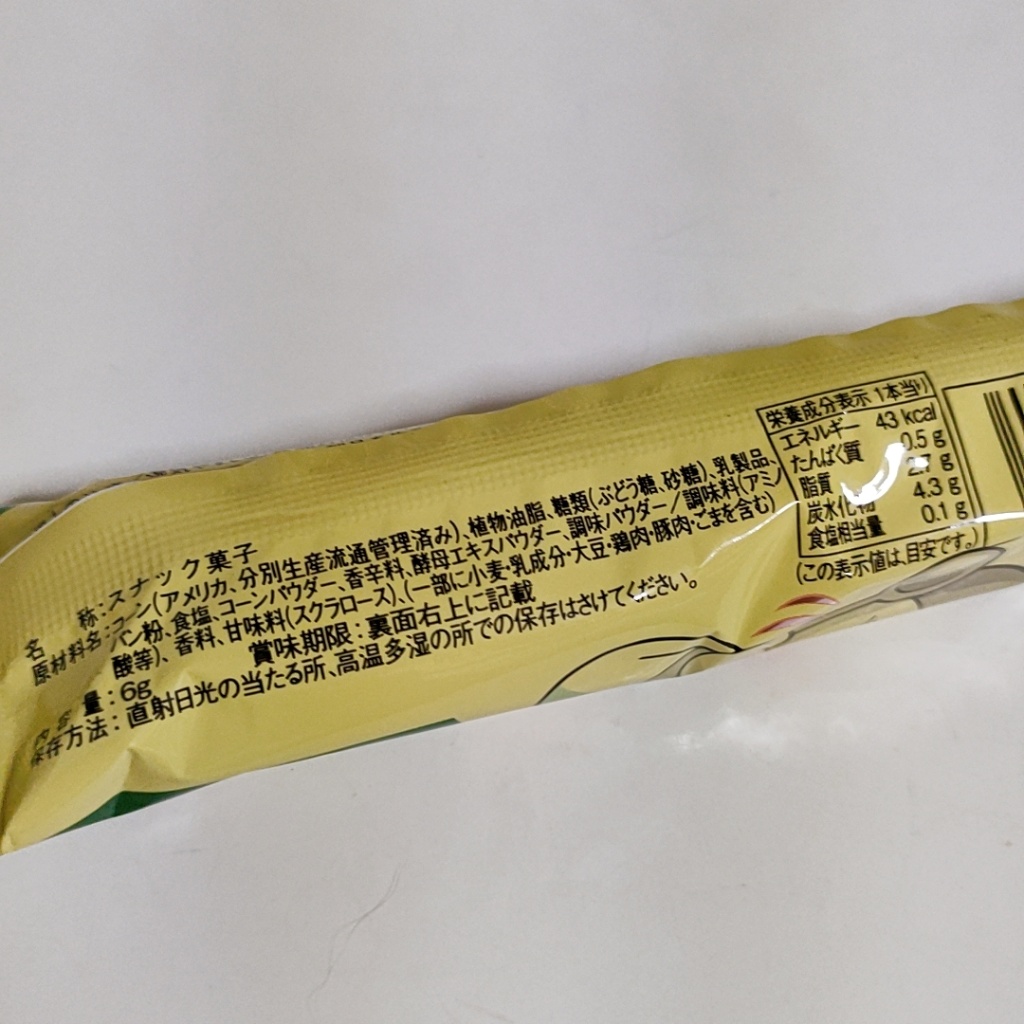 名　称：スナック菓子
原材料名：コーン(アメリカ、分別生産流通管理済み)、植物油脂、糖類(ぶどう糖、砂糖)、乳製品、
パン粉、食塩、コーンパウダー、香辛料、酵母エキスパウダー、調味パウダー/調味料(アミノ
酸等)、香料、甘味料(スクラロース)、(一部に小麦・乳成分・大豆・鶏肉・豚肉・ごまを含む)
内容量：6g
賞味期限：裏面右上に記載
保存方法：直射日光の当たる所、高温多湿の所での保存はさけてください。
栄養成分表示 1本当り
エネルギー 43 kcal
たんぱく質 0.5 g
脂質 2.7 g
炭水化物 4.3 g
食塩相当量 0.1 g
(この表示値は、目安です。)